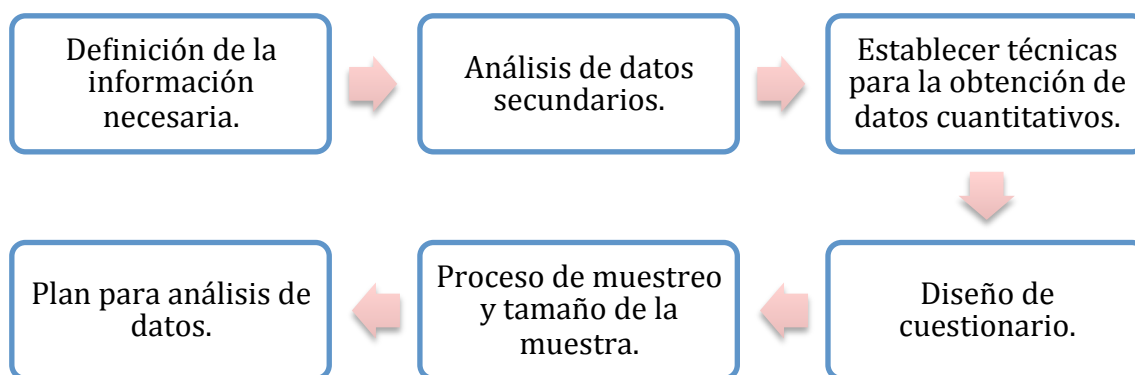 Definición de la
información
necesaria.
Análisis de datos
secundarios.
Establecer técnicas
para la obtención de
datos cuantitativos.
Diseño de
cuestionario.
Proceso de muestreo
y tamaño de la
muestra.
Plan para análisis de
datos.